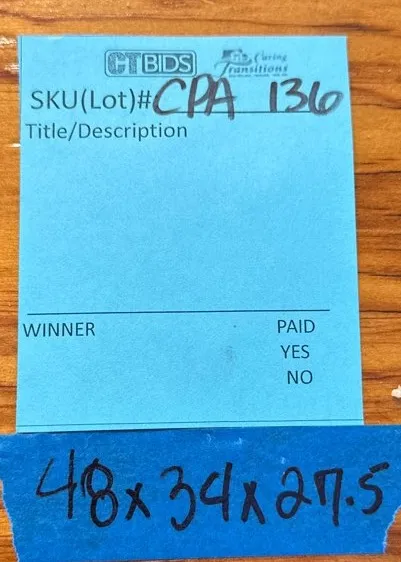 CTBIDS Caring Transitions
SKU(Lot)# CPA 136
Title/Description
WINNER PAID
YES
NO
48x34x27.5